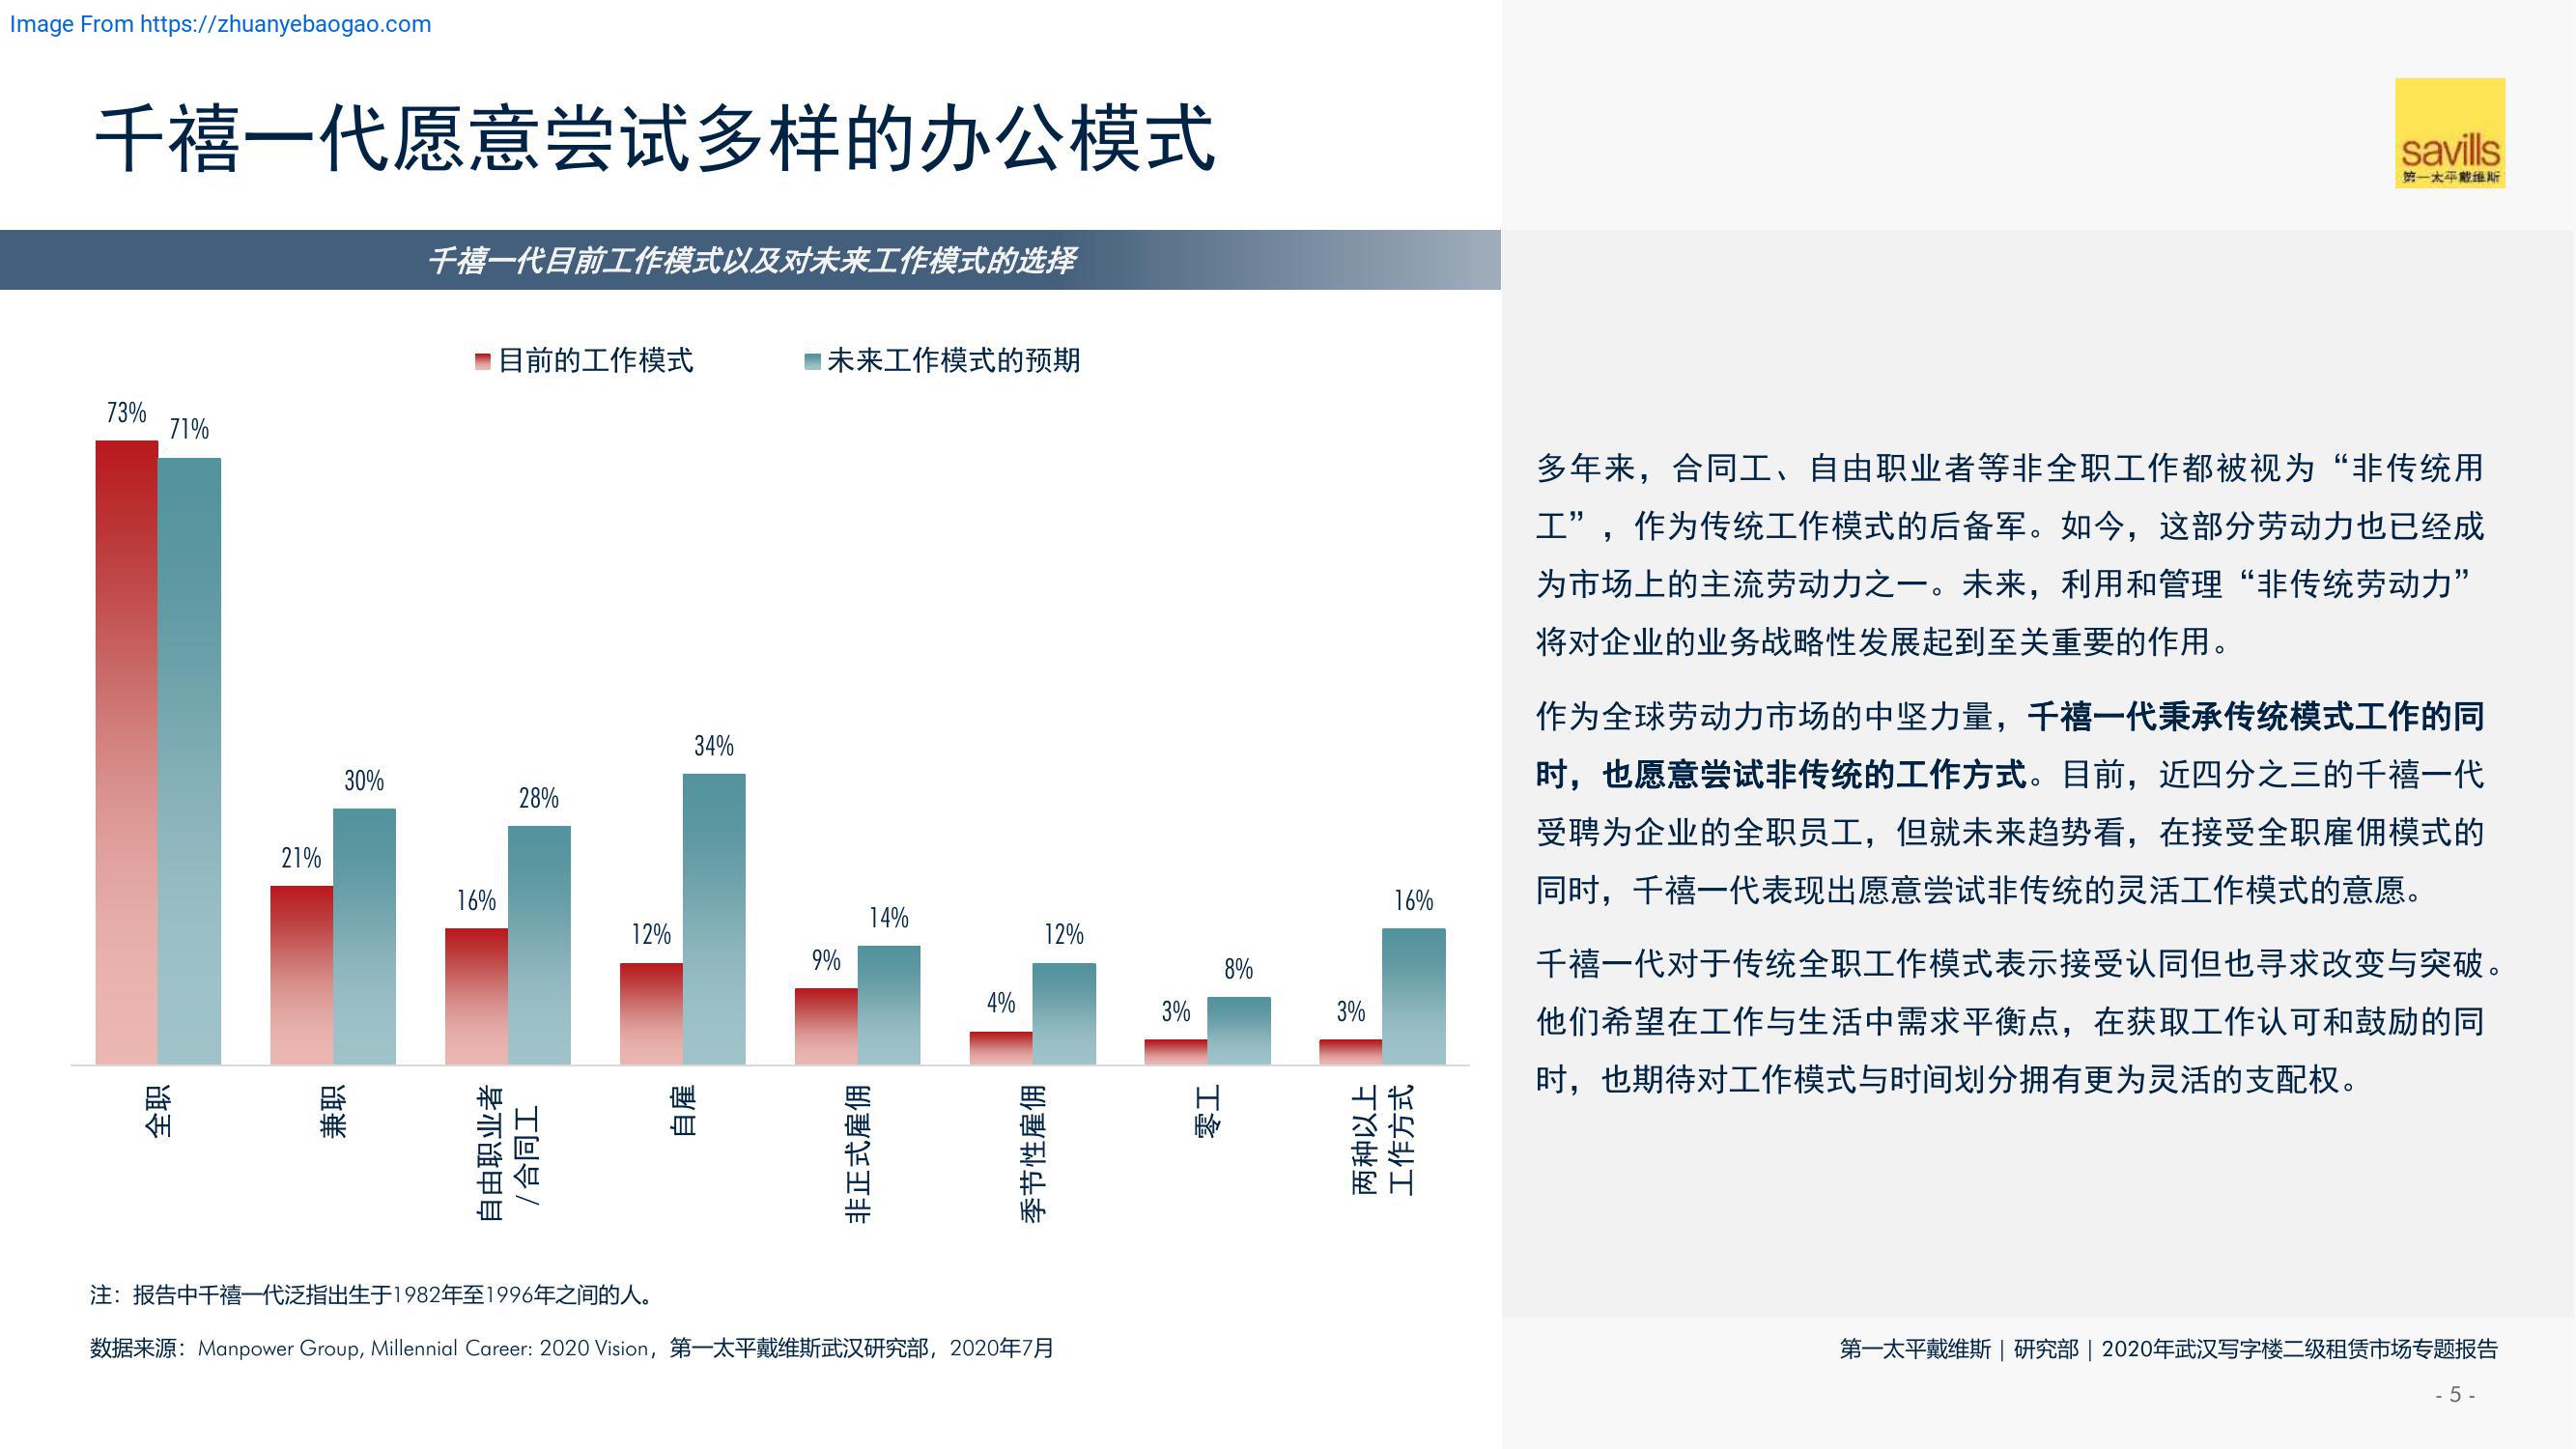 Image From https://zhuanyebaogao.com
千禧一代愿意尝试多样的办公模式
savills
第一太平戴维斯
千禧一代目前工作模式以及对未来工作模式的选择
目前的工作模式
未来工作模式的预期
73%
71%
21%
30%
16%
28%
12%
34%
9%
14%
4%
12%
3%
8%
3%
16%
全职
兼职
自由职业者
/ 合同工
自雇
非正式雇佣
季节性雇佣
零工
两种以上
工作方式
注：报告中千禧一代泛指出生于1982年至1996年之间的人。
数据来源：Manpower Group, Millennial Career: 2020 Vision，第一太平戴维斯武汉研究部，2020年7月
多年来，合同工、自由职业者等非全职工作都被视为“非传统用
工”，作为传统工作模式的后备军。如今，这部分劳动力也已经成
为市场上的主流劳动力之一。未来，利用和管理“非传统劳动力”
将对企业的业务战略性发展起到至关重要的作用。
作为全球劳动力市场的中坚力量，千禧一代秉承传统模式工作的同
时，也愿意尝试非传统的工作方式。目前，近四分之三的千禧一代
受聘为企业的全职员工，但就未来趋势看，在接受全职雇佣模式的
同时，千禧一代表现出愿意尝试非传统的灵活工作模式的意愿。
千禧一代对于传统全职工作模式表示接受认同但也寻求改变与突破。
他们希望在工作与生活中需求平衡点，在获取工作认可和鼓励的同
时，也期待对工作模式与时间划分拥有更为灵活的支配权。
第一太平戴维斯 | 研究部 | 2020年武汉写字楼二级租赁市场专题报告
- 5 -